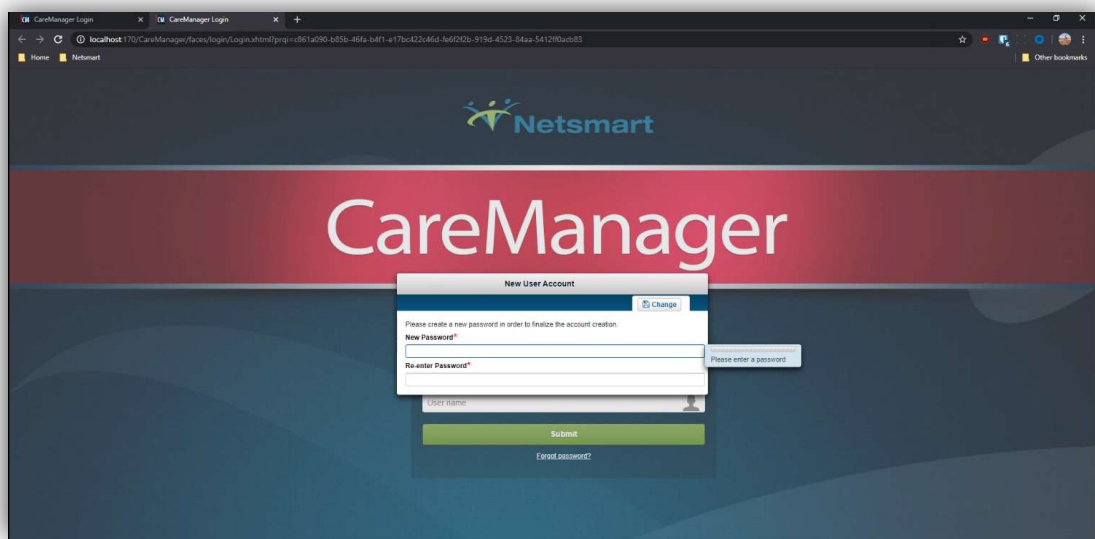 CM CareManager Login
CM CareManager Login
localhost:170/CareManager/faces/login/Login.xhtml?prqi=c861a090-b85b-46fa-b4f1-e17bc422c46d-fe6f2f2b-919d-4523-84aa-5412ff0acb83
Home Netsmart Other bookmarks
Netsmart
CareManager
New User Account
Change
Please create a new password in order to finalize the account creation.
New Password*
Please enter a password
Re-enter Password*
User name
Submit
Forgot password?